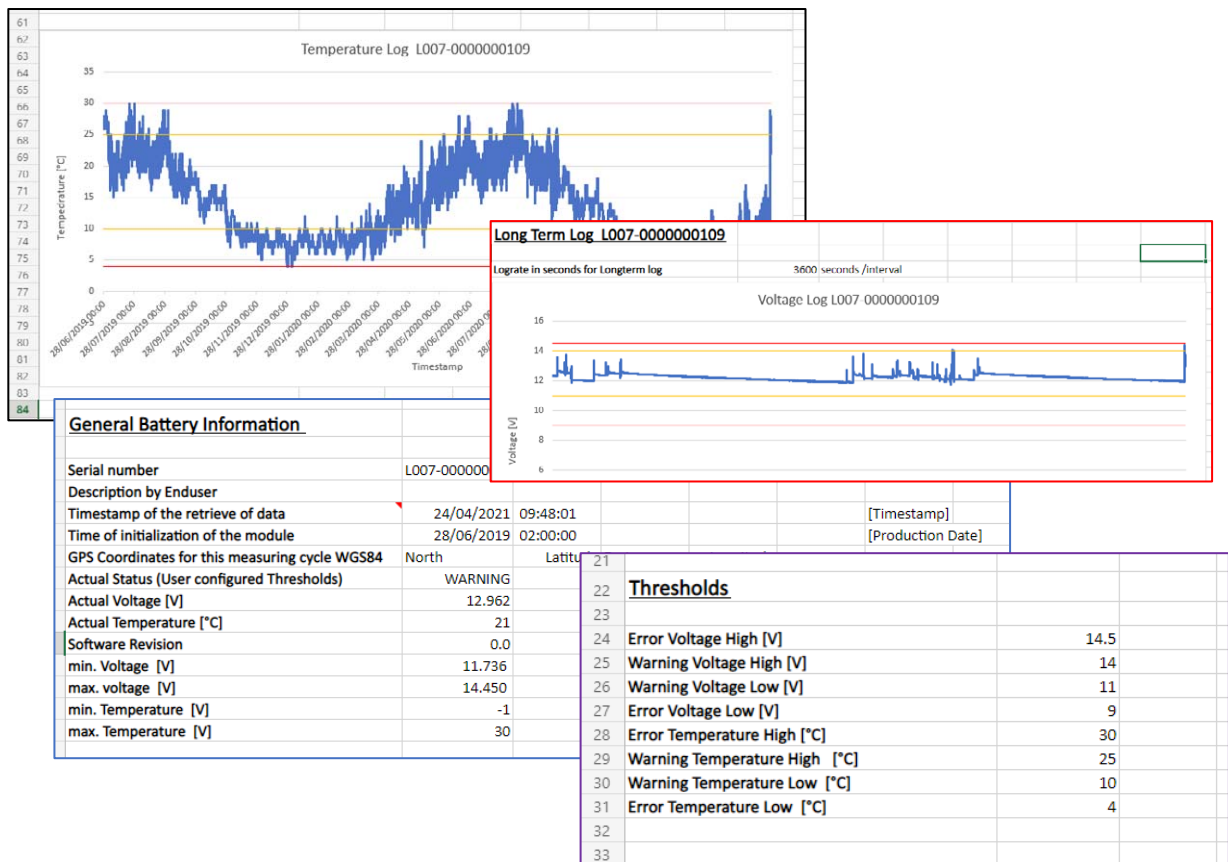 61
62
63
64
65
66
67
68
69
70
71
72
73
74
75
76
77
78
79
80
81
82
83
84
Temperature Log L007-0000000109
35
30
25
20
15
10
5
0
5
Tempedrature [°C]
28/06/2019 00:00
28/07/2019 00:00
28/08/2019 00:00
28/09/2019 00:00
28/10/2019 00:00
28/11/2019 00:00
28/12/2019 00:00
28/01/2020 00:00
28/02/2020 00:00
28/03/2020 00:00
28/04/2020 00:00
28/05/2020 00:00
28/06/2020 00:00
28/07/2020 00:00
Timestamp
Long Term Log L007-0000000109
Lograte in seconds for Longterm log 3600 seconds /interval
Voltage Log L007-0000000109
16
14
12
10
8
6
Voltage [V]
General Battery Information
Serial number L007-000000
Description by Enduser
Timestamp of the retrieve of data 24/04/2021 09:48:01 [Timestamp]
Time of initialization of the module 28/06/2019 02:00:00 [Production Date]
GPS Coordinates for this measuring cycle WGS84 North Latitu
Actual Status (User configured Thresholds) WARNING
Actual Voltage [V] 12.962
Actual Temperature [°C] 21
Software Revision 0.0
min. Voltage [V] 11.736
max. voltage [V] 14.450
min. Temperature [V] -1
max. Temperature [V] 30
21
22 Thresholds
23
24 Error Voltage High [V] 14.5
25 Warning Voltage High [V] 14
26 Warning Voltage Low [V] 11
27 Error Voltage Low [V] 9
28 Error Temperature High [°C] 30
29 Warning Temperature High [°C] 25
30 Warning Temperature Low [°C] 10
31 Error Temperature Low [°C] 4
32
33